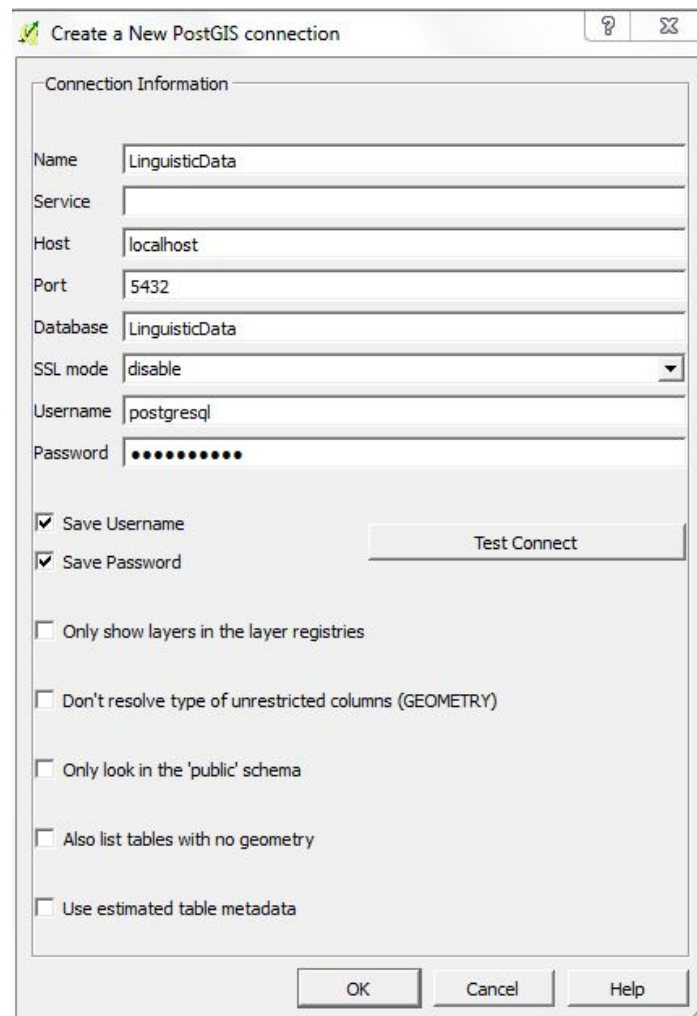 Create a New PostGIS connection
Connection Information
Name LinguisticData
Service
Host localhost
Port 5432
Database LinguisticData
SSL mode disable
Username postgresql
Password ●●●●●●●●●●
Save Username
Test Connect
Save Password
Only show layers in the layer registries
Don't resolve type of unrestricted columns (GEOMETRY)
Only look in the 'public' schema
Also list tables with no geometry
Use estimated table metadata
OK Cancel Help